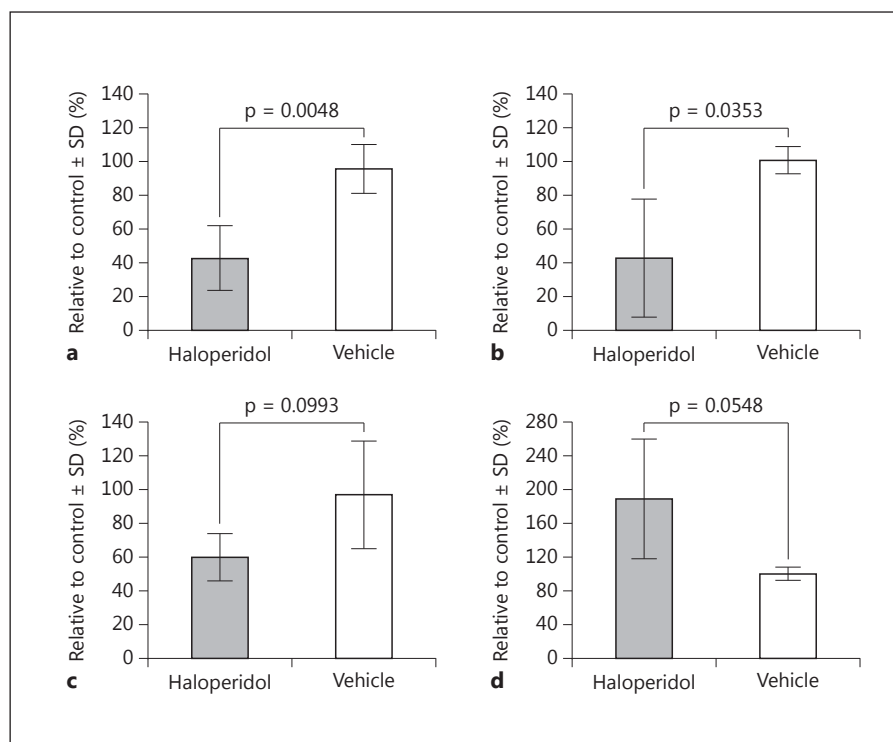 Relative to control ± SD (%)
140
120
100
80
60
40
20
0
p = 0.0048
Haloperidol
Vehicle
a
Relative to control ± SD (%)
140
120
100
80
60
40
20
0
p = 0.0353
Haloperidol
Vehicle
b
Relative to control ± SD (%)
140
120
100
80
60
40
20
0
p = 0.0993
Haloperidol
Vehicle
c
Relative to control ± SD (%)
280
240
200
160
120
80
40
0
p = 0.0548
Haloperidol
Vehicle
d